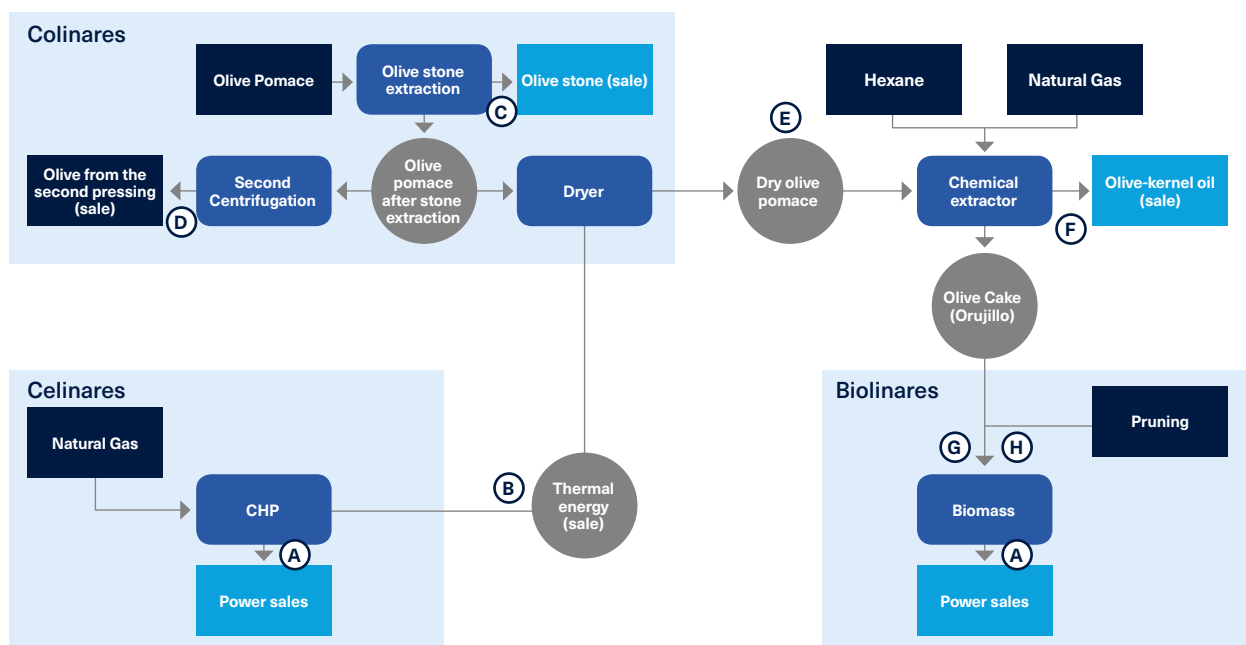 Colinares
Olive Pomace
Olive stone
extraction
Olive stone (sale)
C
Olive from the
second pressing
(sale)
D
Second
Centrifugation
Olive
pomace
after stone
extraction
Dryer
E
Dry olive
pomace
Hexane
Natural Gas
Chemical
extractor
F
Olive-kernel oil
(sale)
Olive Cake
(Orujillo)
Celinares
Natural Gas
CHP
A
Power sales
B
Thermal
energy
(sale)
Biolinares
Pruning
G
H
Biomass
A
Power sales